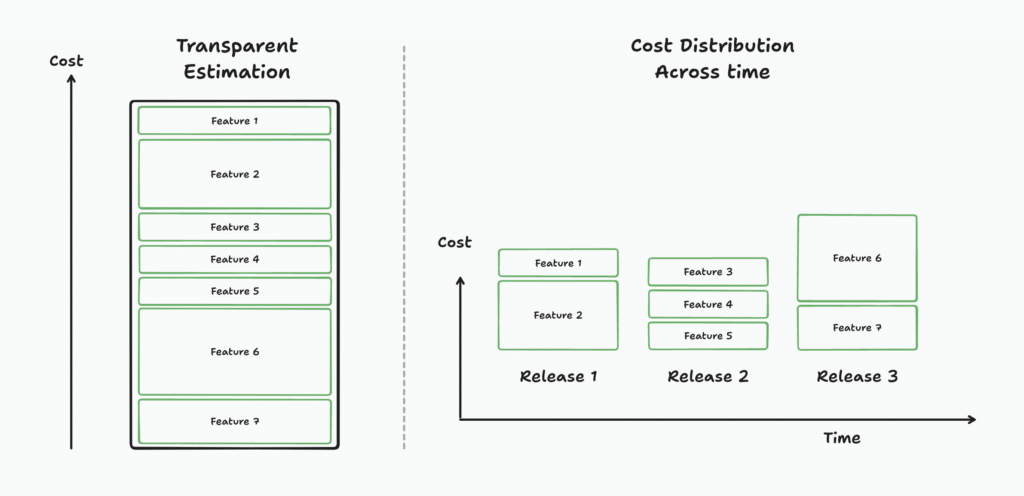 Cost
Transparent
Estimation
Feature 1
Feature 2
Feature 3
Feature 4
Feature 5
Feature 6
Feature 7
Cost Distribution
Across time
Cost
Feature 1
Feature 2
Release 1
Feature 3
Feature 4
Feature 5
Release 2
Feature 6
Feature 7
Release 3
Time